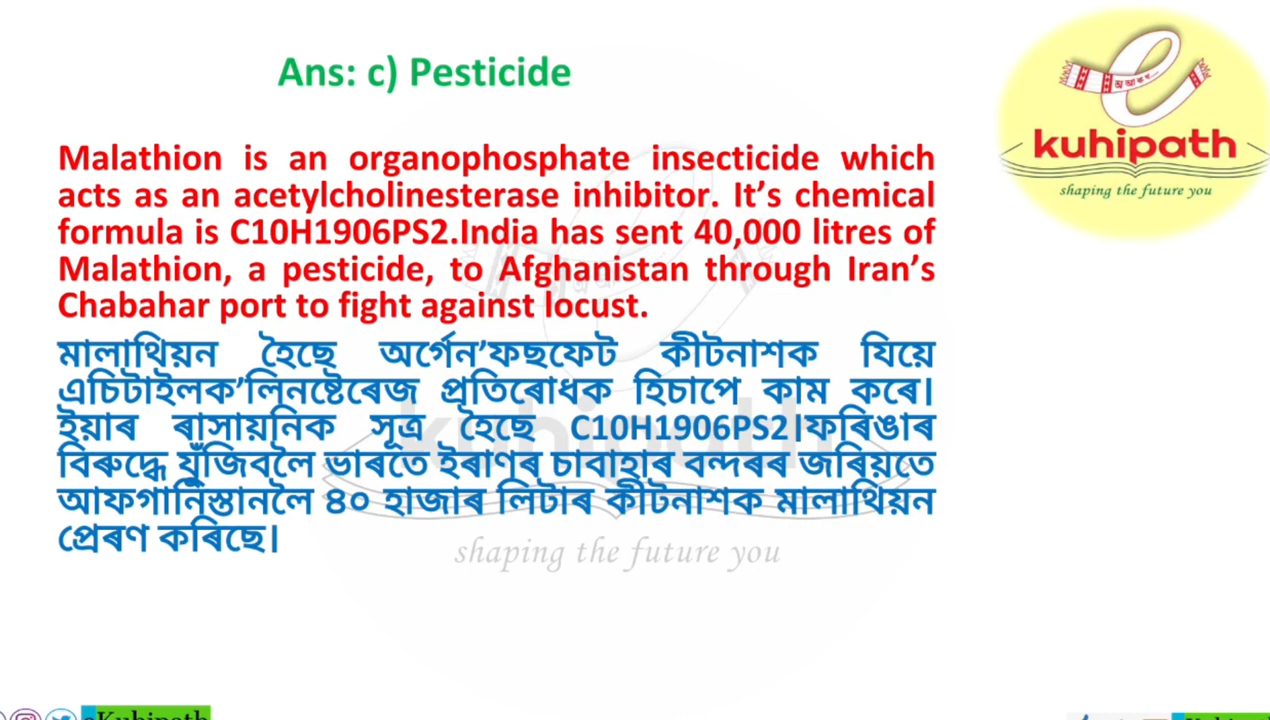 Ans: c) Pesticide
অ আ ক খ....
kuhipath
shaping the future you
Malathion is an organophosphate insecticide which
acts as an acetylcholinesterase inhibitor. It’s chemical
formula is C10H1906PS2.India has sent 40,000 litres of
Malathion, a pesticide, to Afghanistan through Iran’s
Chabahar port to fight against locust.
মালাথিয়ন হৈছে অৰ্গেন’ফছফেট কীটনাশক যিয়ে
এচিটাইলক’লিনষ্টেৰেজ প্ৰতিৰোধক হিচাপে কাম কৰে।
ইয়াৰ ৰাসায়নিক সূত্ৰ হৈছে C10H1906PS2।ফৰিঙাৰ
বিৰুদ্ধে যুঁজিবলৈ ভাৰতে ইৰাণৰ চাবাহাৰ বন্দৰৰ জৰিয়তে
আফগানিস্তানলৈ ৪০ হাজাৰ লিটাৰ কীটনাশক মালাথিয়ন
প্ৰেৰণ কৰিছে।
kuhipath
shaping the future you
eKuhipath